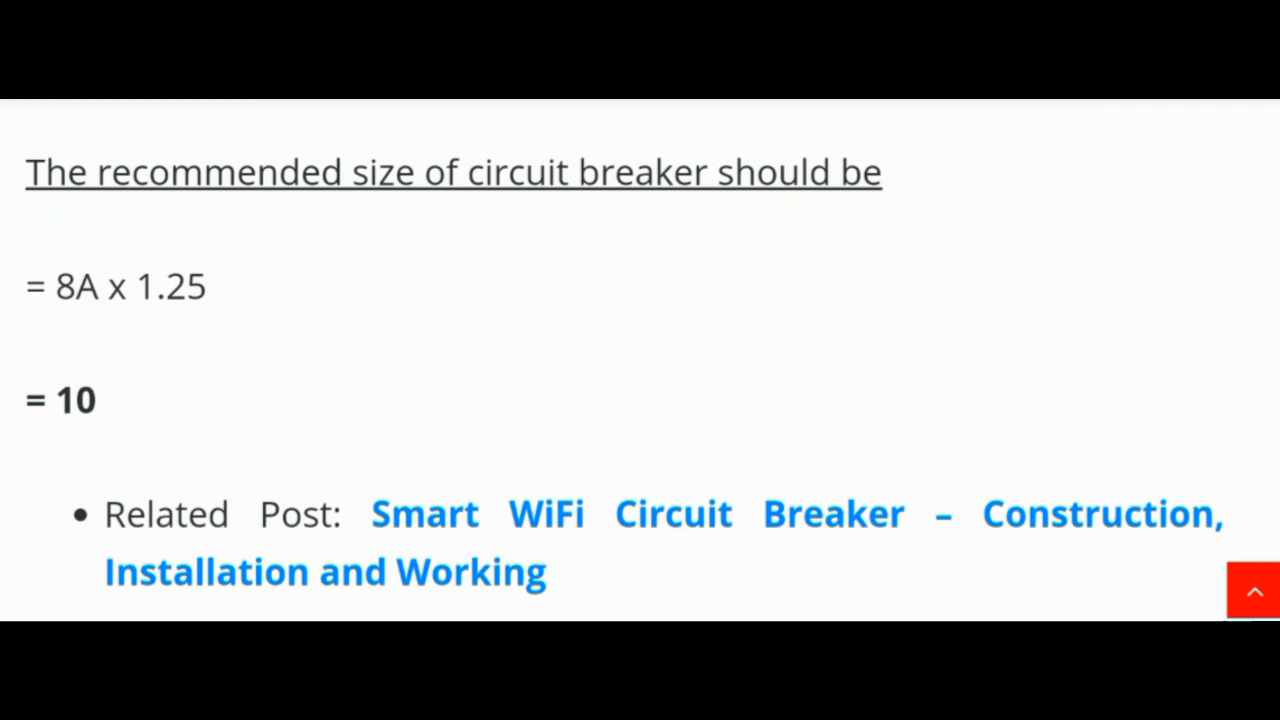 The recommended size of circuit breaker should be
= 8A x 1.25
= 10
• Related Post: Smart WiFi Circuit Breaker – Construction,
Installation and Working